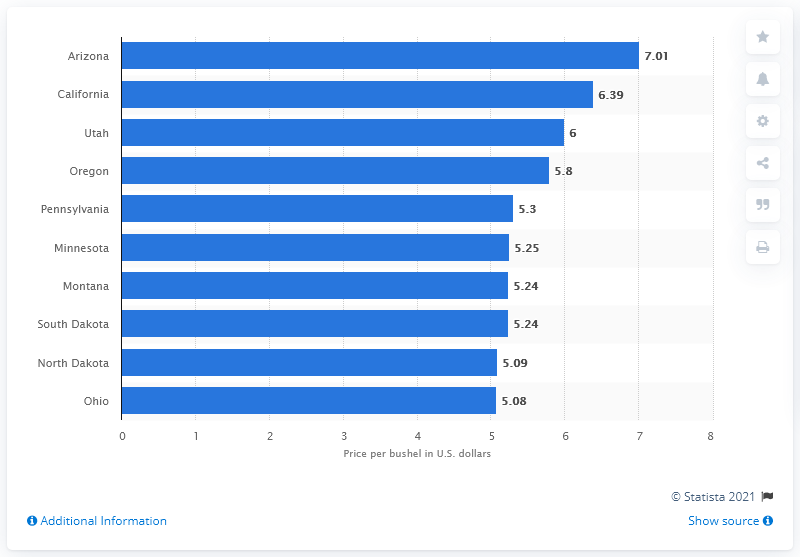 Arizona 7.01
California 6.39
Utah 6
Oregon 5.8
Pennsylvania 5.3
Minnesota 5.25
Montana 5.24
South Dakota 5.24
North Dakota 5.09
Ohio 5.08
0 1 2 3 4 5 6 7 8
Price per bushel in U.S. dollars
© Statista 2021
Additional Information
Show source